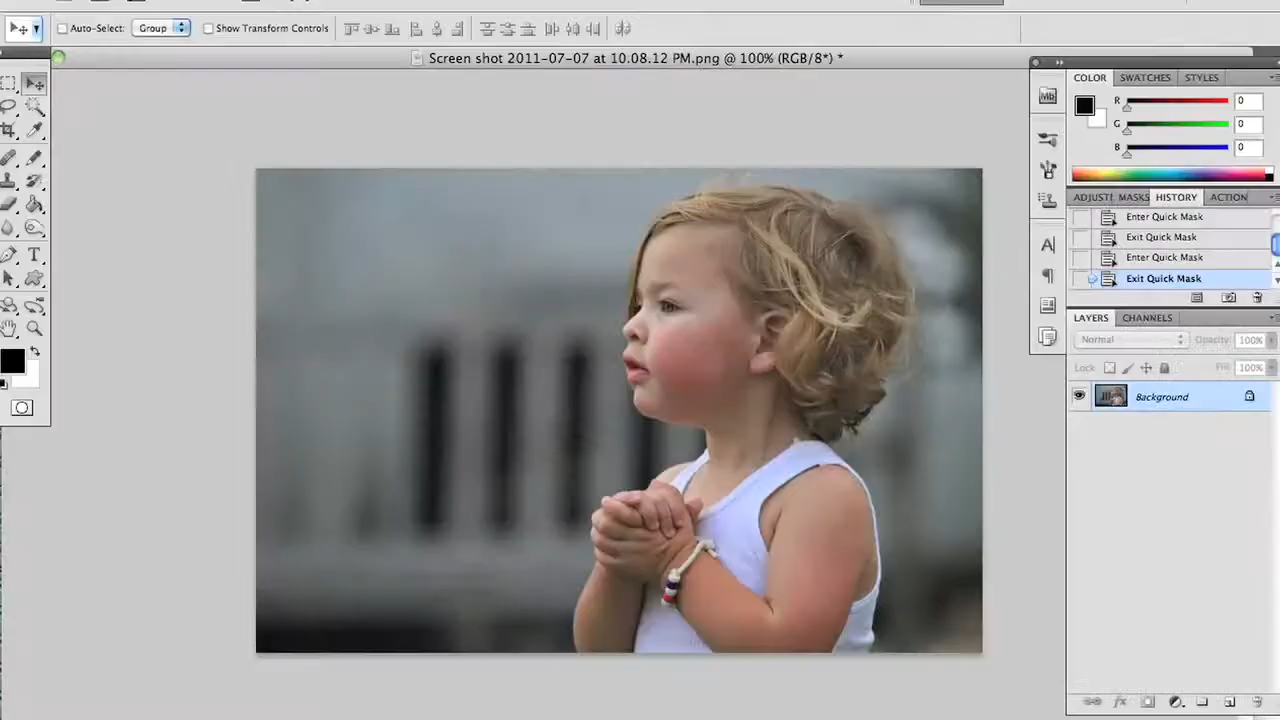 Auto-Select: Group Show Transform Controls
Screen shot 2011-07-07 at 10.08.12 PM.png @ 100% (RGB/8*) *
COLOR SWATCHES STYLES
R 0
G 0
B 0
ADJUSTI MASKS HISTORY ACTION
Enter Quick Mask
Exit Quick Mask
Enter Quick Mask
Exit Quick Mask
LAYERS CHANNELS
Normal Opacity: 100%
Lock: Fill: 100%
Background
Mb
A
T
fx